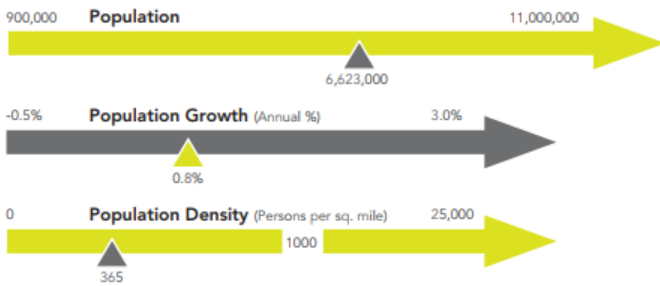 900,000 Population 11,000,000
6,623,000
-0.5% Population Growth (Annual %) 3.0%
0.8%
0 Population Density (Persons per sq. mile) 25,000
1000
365